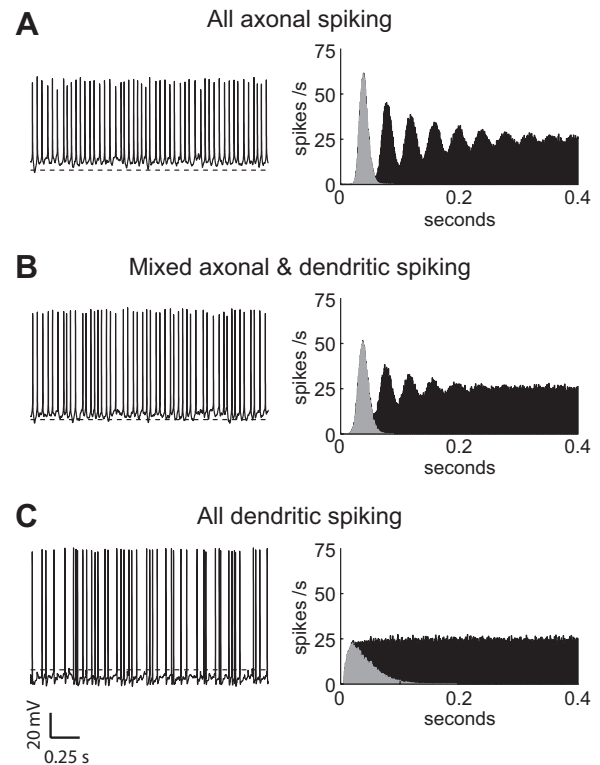 A
All axonal spiking
75
50
25
0
spikes /s
0
0.2
0.4
seconds
B
Mixed axonal & dendritic spiking
75
50
25
0
spikes /s
0
0.2
0.4
seconds
C
All dendritic spiking
75
50
25
0
spikes /s
0
0.2
0.4
seconds
20 mV
0.25 s